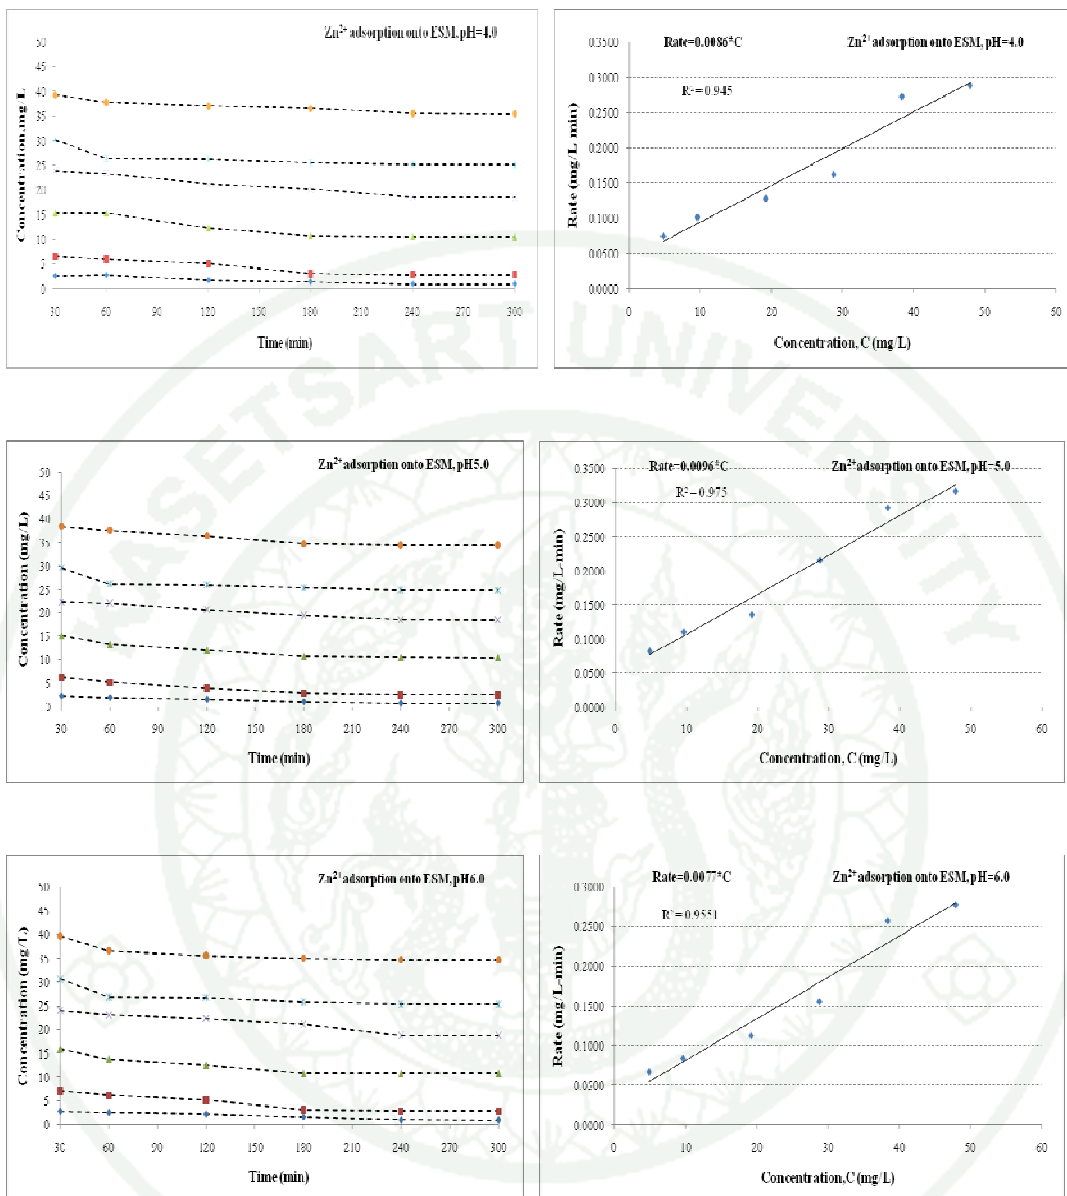 Zn²⁺ adsorption onto ESM, pH=4.0
50
45
40
35
30
25
20
15
10
5
0
Concentration, mg/L
30 60 90 120 150 180 210 240 270 300
Time (min)
Rate=0.0086*C
Zn²⁺ adsorption onto ESM, pH=4.0
R² = 0.945
0.3500
0.3000
0.2500
0.2000
0.1500
0.1000
0.0500
0.0000
Rate (mg/L-min)
0 10 20 30 40 50 60
Concentration, C (mg/L)
KASETSART UNIVERSITY
Zn²⁺ adsorption onto ESM, pH5.0
50
45
40
35
30
25
20
15
10
5
0
Concentration (mg/L)
30 60 90 120 150 180 210 240 270 300
Time (min)
Rate=0.0096*C
Zn²⁺ adsorption onto ESM, pH=5.0
R² = 0.975
0.3500
0.3000
0.2500
0.2000
0.1500
0.1000
0.0500
0.0000
Rate (mg/L-min)
0 10 20 30 40 50 60
Concentration, C (mg/L)
Zn²⁺ adsorption onto ESM, pH6.0
50
45
40
35
30
25
20
15
10
5
0
Concentration (mg/L)
30 60 90 120 150 180 210 240 270 300
Time (min)
Rate=0.0077*C
Zn²⁺ adsorption onto ESM, pH=6.0
R² = 0.9551
0.3000
0.2500
0.2000
0.1500
0.1000
0.0500
0.0000
Rate (mg/L-min)
0 10 20 30 40 50 60
Concentration, C (mg/L)